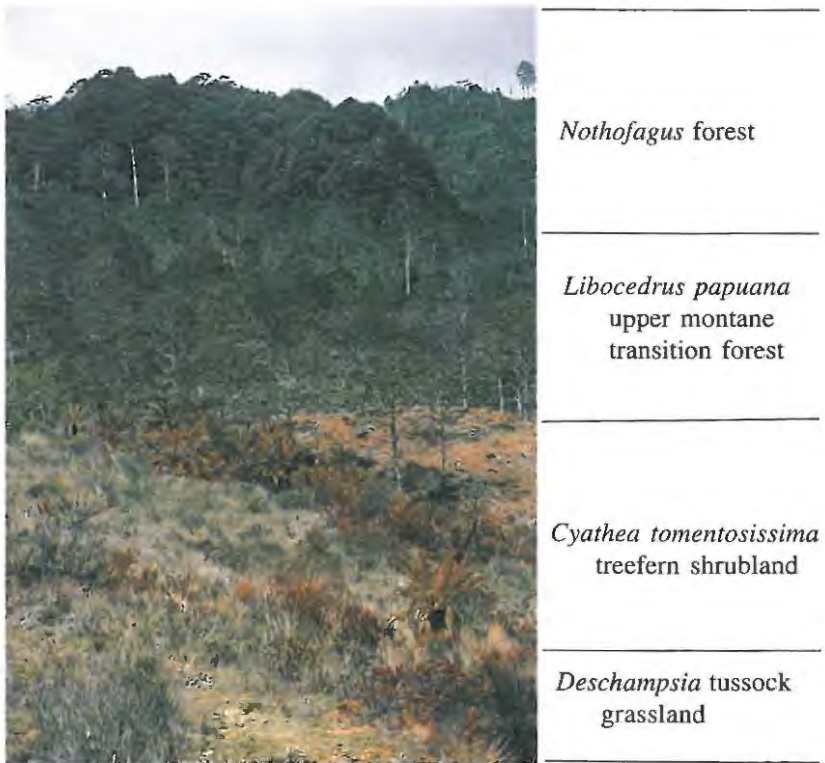 Nothofagus forest
Libocedrus papuana
upper montane
transition forest
Cyathea tomentosissima
treefern shrubland
Deschampsia tussock
grassland